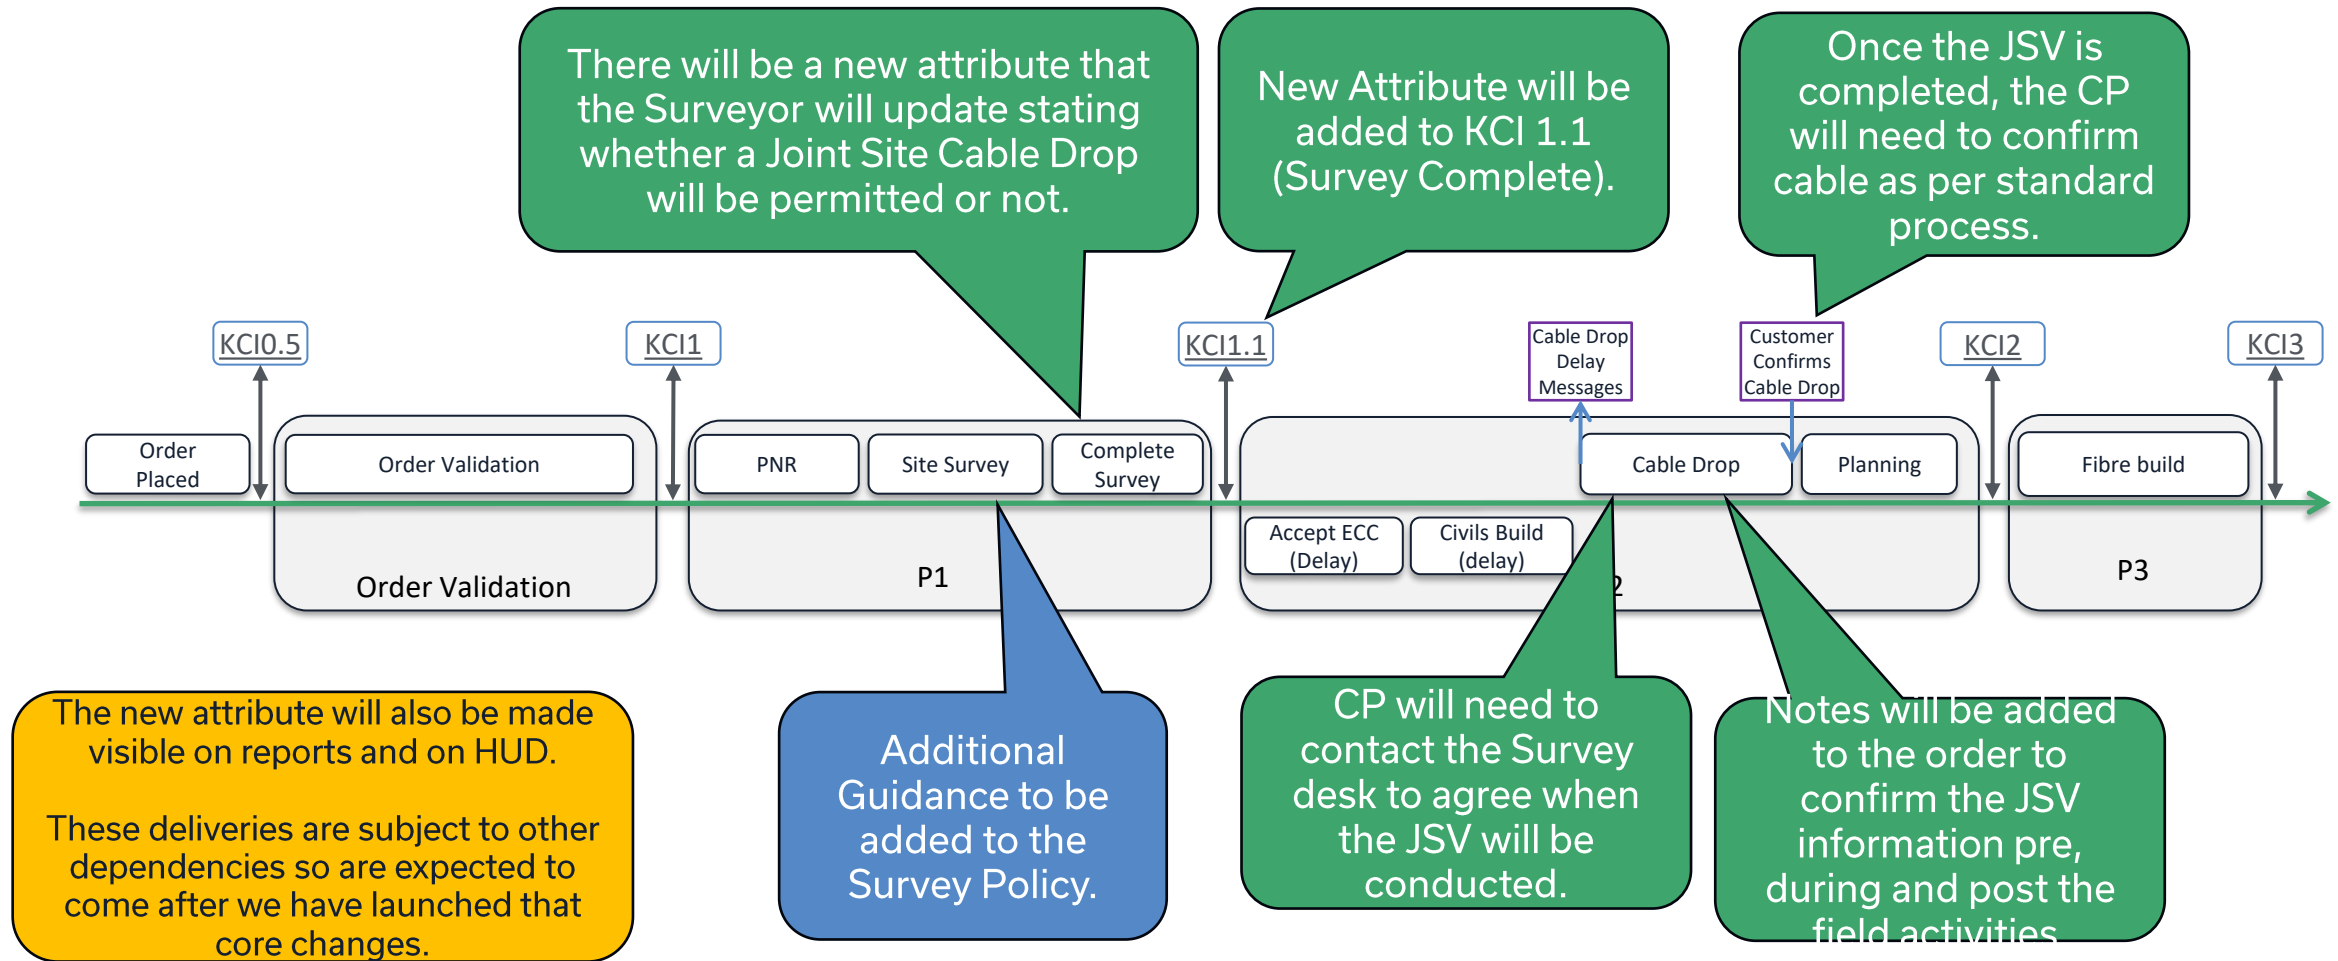 There will be a new attribute that
the Surveyor will update stating
whether a Joint Site Cable Drop
will be permitted or not.
New Attribute will be
added to KCI 1.1
(Survey Complete).
Once the JSV is
completed, the CP
will need to confirm
cable as per standard
process.
KCI0.5
KCI1
KCI1.1
Cable Drop
Delay
Messages
Customer
Confirms
Cable Drop
KCI2
KCI3
Order
Placed
Order Validation
PNR
Site Survey
Complete
Survey
Cable Drop
Planning
Fibre build
Accept ECC
(Delay)
Civils Build
(delay)
Order Validation
P1
2
P3
The new attribute will also be made
visible on reports and on HUD.
These deliveries are subject to other
dependencies so are expected to
come after we have launched that
core changes.
Additional
Guidance to be
added to the
Survey Policy.
CP will need to
contact the Survey
desk to agree when
the JSV will be
conducted.
Notes will be added
to the order to
confirm the JSV
information pre,
during and post the
field activities